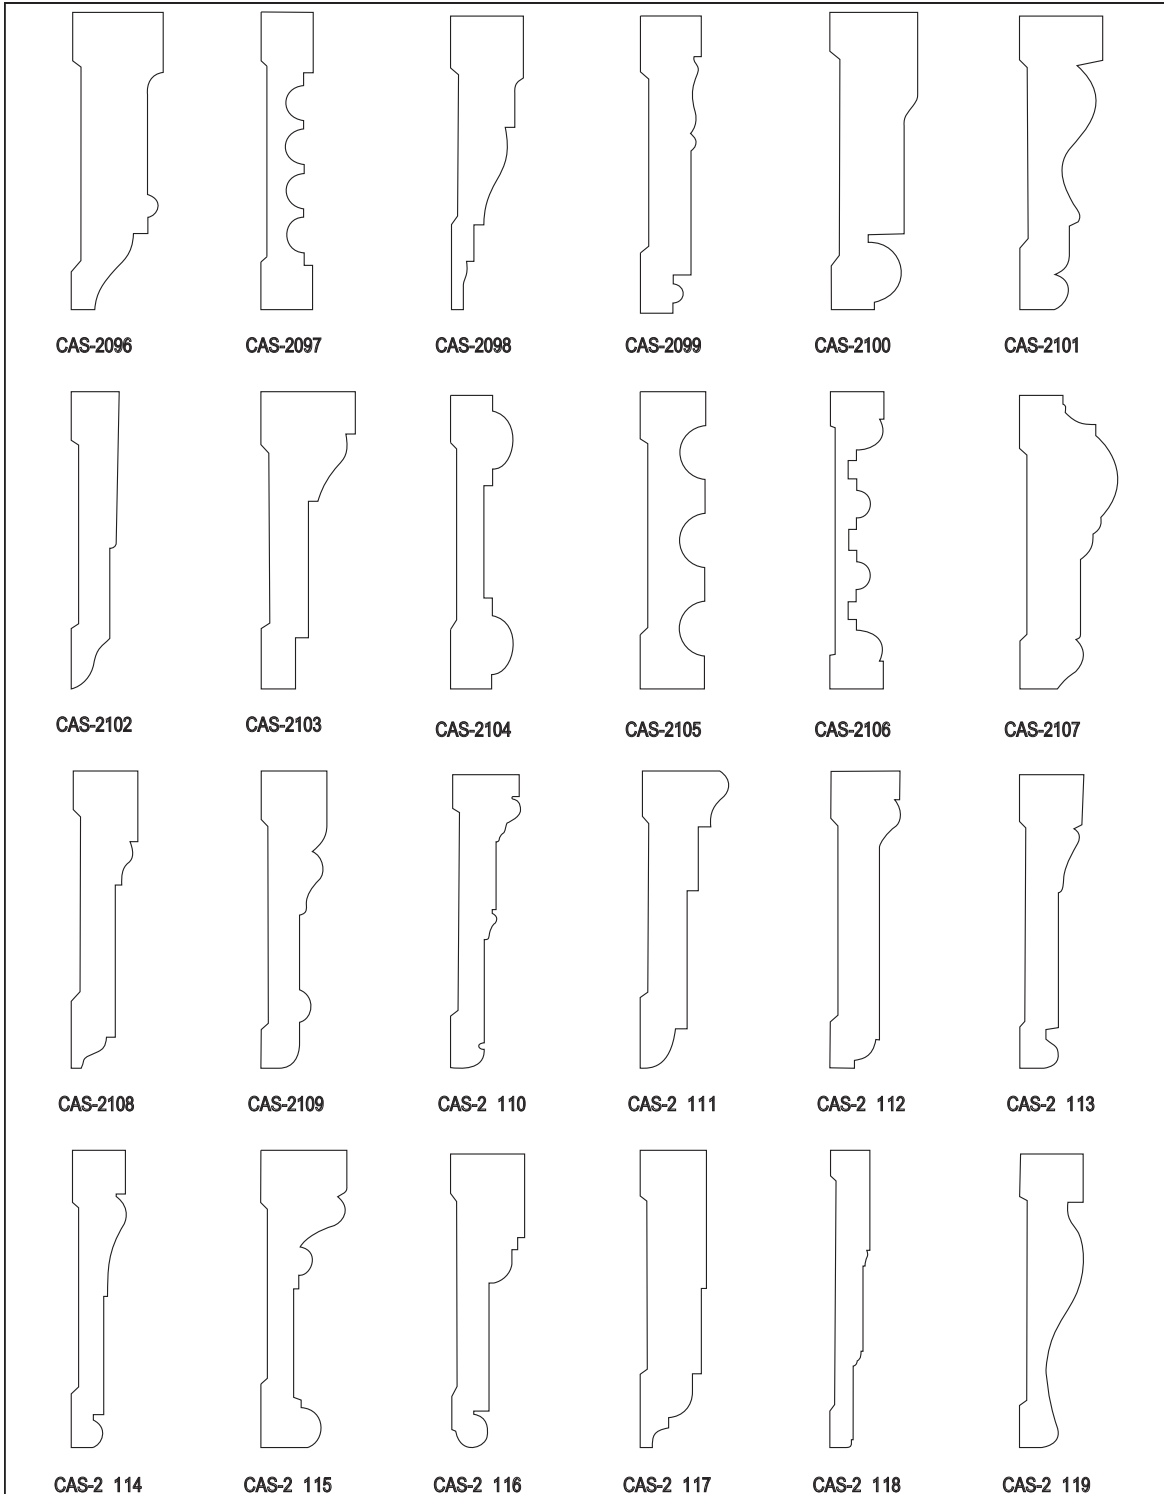 CAS-2096 CAS-2097 CAS-2098 CAS-2099 CAS-2100 CAS-2101
CAS-2102 CAS-2103 CAS-2104 CAS-2105 CAS-2106 CAS-2107
CAS-2108 CAS-2109 CAS-2 110 CAS-2 111 CAS-2 112 CAS-2 113
CAS-2 114 CAS-2 115 CAS-2 116 CAS-2 117 CAS-2 118 CAS-2 119